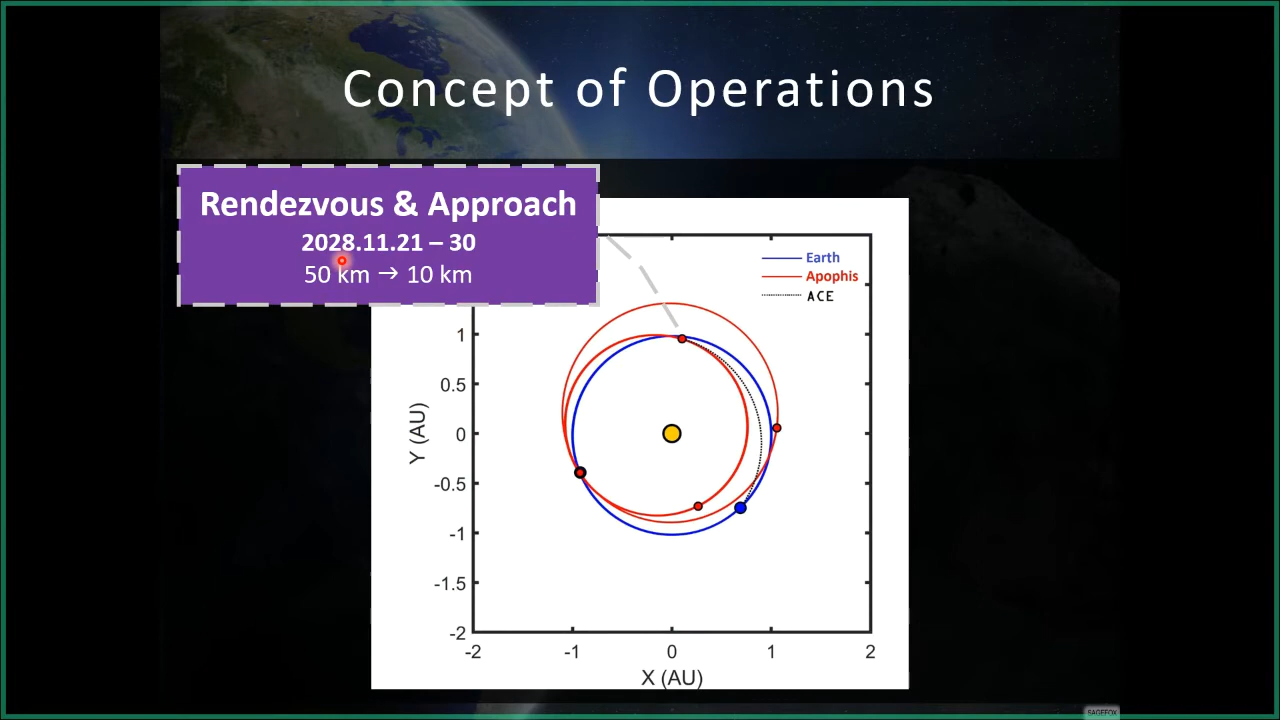 Concept of Operations
Rendezvous & Approach
2028.11.21 – 30
50 km → 10 km
Earth
Apophis
ACE
1
0.5
0
-0.5
-1
-1.5
-2
Y (AU)
-2 -1 0 1 2
X (AU)
SAGEFOX